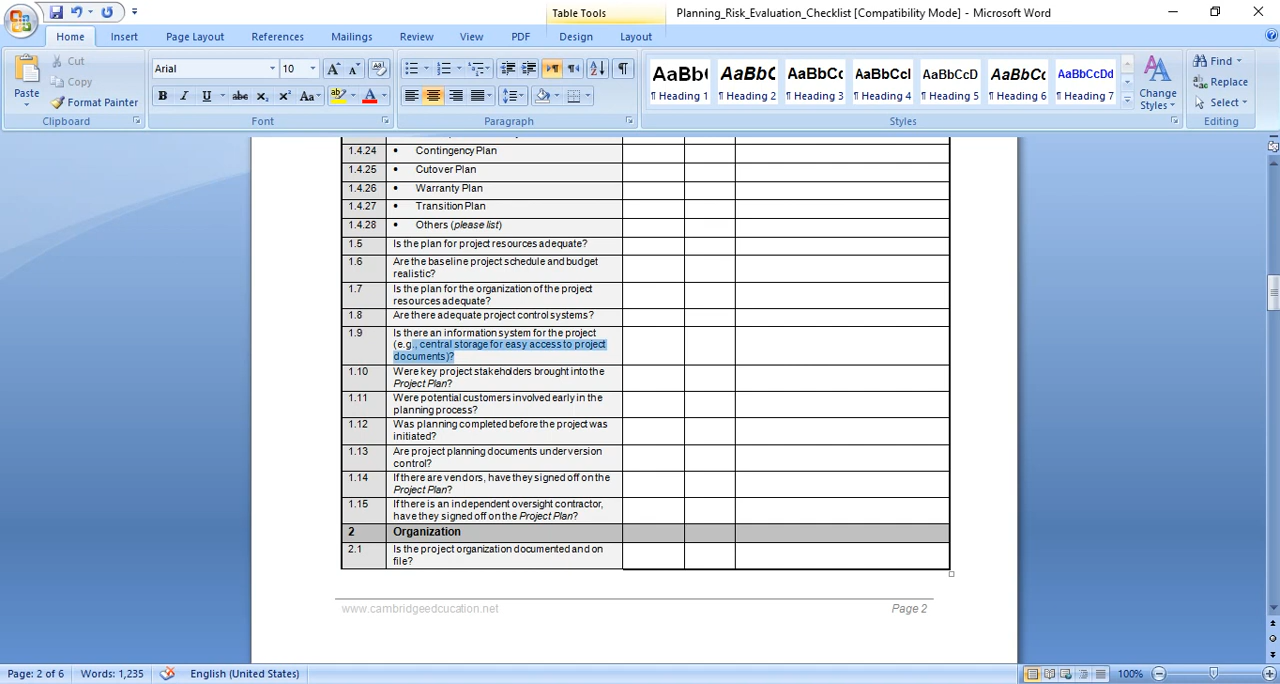 Table Tools
Planning_Risk_Evaluation_Checklist [Compatibility Mode] - Microsoft Word
Home Insert Page Layout References Mailings Review View PDF Design Layout
Paste
Cut
Copy
Format Painter
Clipboard
Arial 10
Font
Paragraph
AaBb( AaBbC AaBbCc AaBbCcI AaBbCcD AaBbCc AaBbCcDd
¶ Heading 1 ¶ Heading 2 ¶ Heading 3 ¶ Heading 4 ¶ Heading 5 ¶ Heading 6 ¶ Heading 7
Change
Styles
Styles
Find
Replace
Select
Editing
1.4.24 • Contingency Plan
1.4.25 • Cutover Plan
1.4.26 • Warranty Plan
1.4.27 • Transition Plan
1.4.28 • Others (please list)
1.5 Is the plan for project resources adequate?
1.6 Are the baseline project schedule and budget
realistic?
1.7 Is the plan for the organization of the project
resources adequate?
1.8 Are there adequate project control systems?
1.9 Is there an information system for the project
(e.g., central storage for easy access to project
documents)?
1.10 Were key project stakeholders brought into the
Project Plan?
1.11 Were potential customers involved early in the
planning process?
1.12 Was planning completed before the project was
initiated?
1.13 Are project planning documents under version
control?
1.14 If there are vendors, have they signed off on the
Project Plan?
1.15 If there is an independent oversight contractor,
have they signed off on the Project Plan?
2 Organization
2.1 Is the project organization documented and on
file?
www.cambridgeedcucation.net Page 2
Page: 2 of 6 Words: 1,235 English (United States) 100%